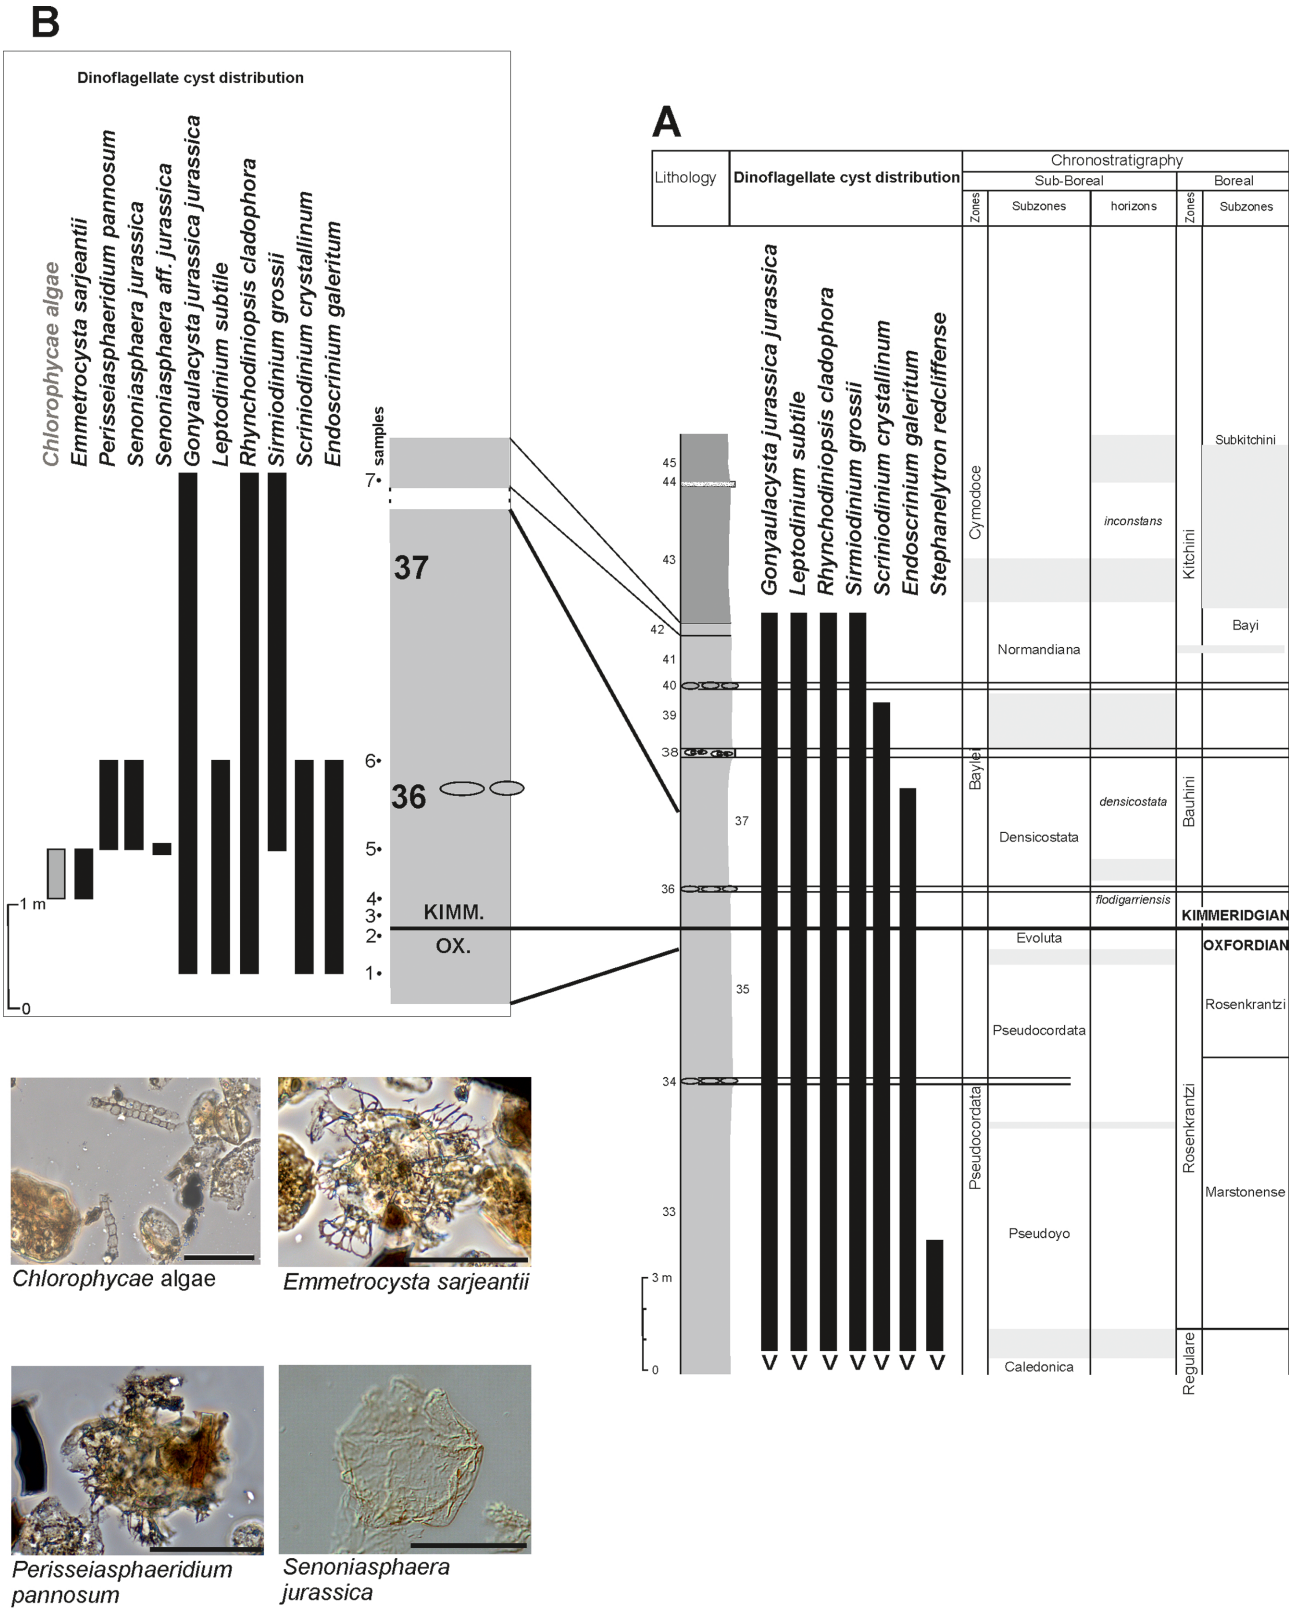 B
Dinoflagellate cyst distribution
Chlorophycae algae
Emmetrocysta sarjeantii
Perisseiasphaeridium pannosum
Senoniasphaera jurassica
Senoniasphaera aff. jurassica
Gonyaulacysta jurassica jurassica
Leptodinium subtile
Rhynchodiniopsis cladophora
Sirmiodinium grossii
Scriniodinium crystallinum
Endoscrinium galeritum
samples
7
37
6
36
5
4
3
KIMM.
2
OX.
1
1 m
0
A
Lithology
Dinoflagellate cyst distribution
Chronostratigraphy
Sub-Boreal
Boreal
Zones
Subzones
horizons
Zones
Subzones
Gonyaulacysta jurassica jurassica
Leptodinium subtile
Rhynchodiniopsis cladophora
Sirmiodinium grossii
Scriniodinium crystallinum
Endoscrinium galeritum
Stephanelytron redcliffense
45
44
43
42
41
40
39
38
37
36
35
34
33
3 m
0
V V V V V V V
Cymodoce
Baylei
Pseudocordata
Normandiana
Densicostata
Evoluta
Pseudocordata
Pseudoyo
Caledonica
inconstans
densicostata
flodigarriensis
Kitchini
Bauhini
Rosenkrantzi
Regulare
Subkitchini
Bayi
KIMMERIDGIAN
OXFORDIAN
Rosenkrantzi
Marstonense
Chlorophycae algae
Emmetrocysta sarjeantii
Perisseiasphaeridium
pannosum
Senoniasphaera
jurassica